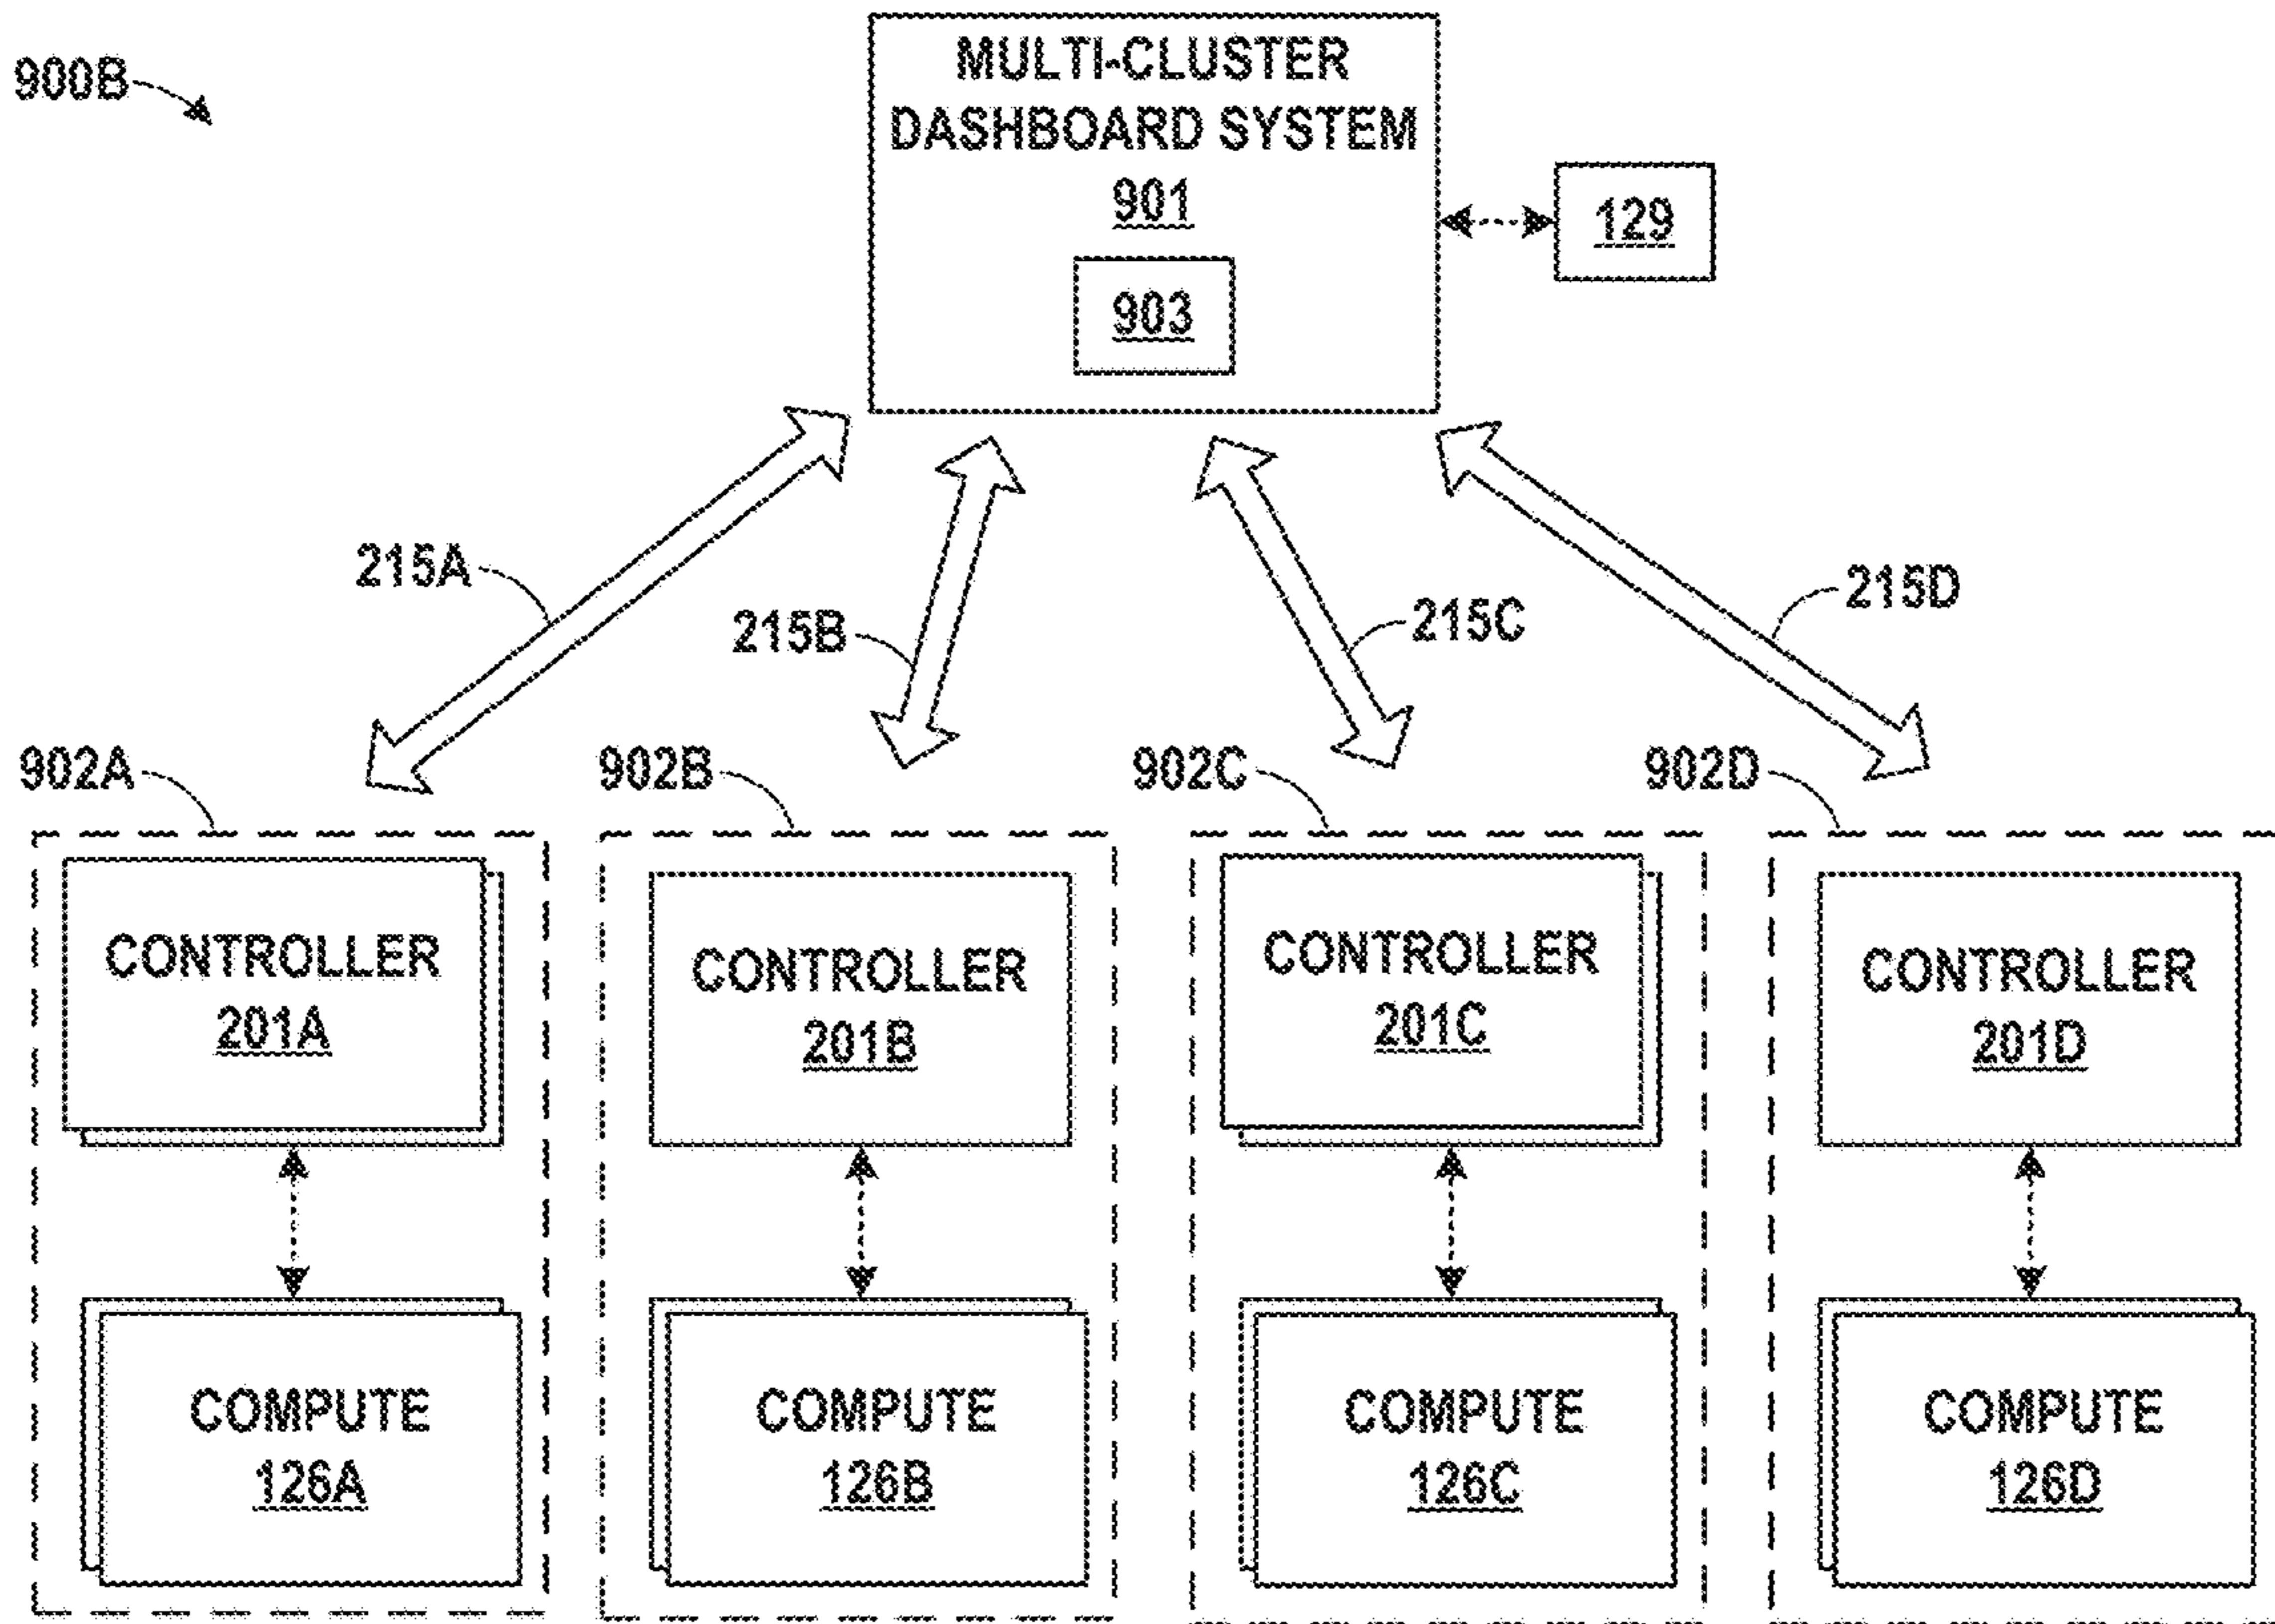 900B
MULTI-CLUSTER
DASHBOARD SYSTEM
901
903
129
215A
215B
215C
215D
902A
902B
902C
902D
CONTROLLER
201A
CONTROLLER
201B
CONTROLLER
201C
CONTROLLER
201D
COMPUTE
126A
COMPUTE
126B
COMPUTE
126C
COMPUTE
126D